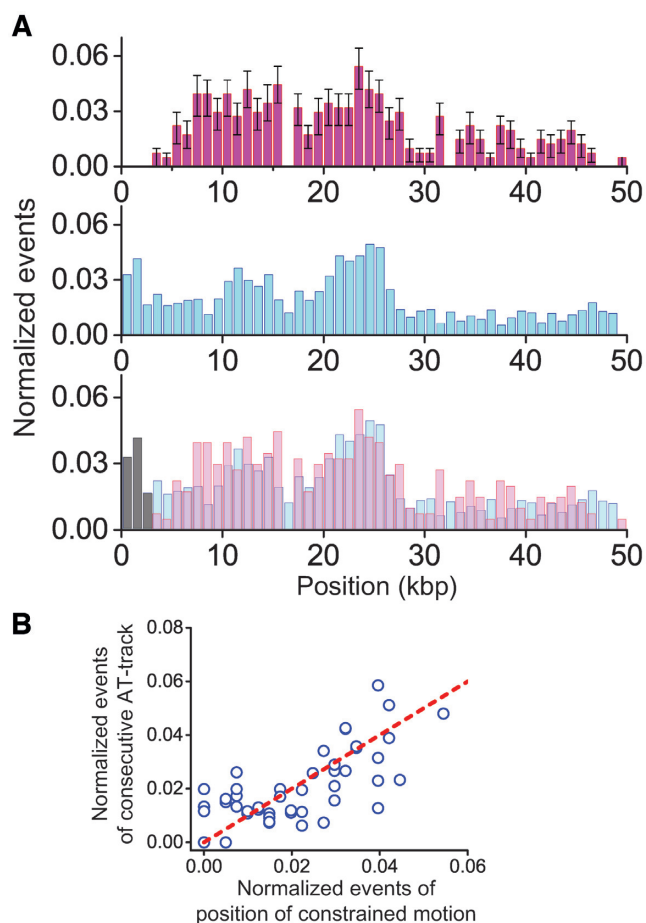 A
0.06
0.03
0.00
0 10 20 30 40 50
Normalized events
0.06
0.03
0.00
0 10 20 30 40 50
0.06
0.03
0.00
0 10 20 30 40 50
Position (kbp)
B
Normalized events
of consecutive AT-track
0.08
0.06
0.04
0.02
0.00
0.00 0.02 0.04 0.06
Normalized events of
position of constrained motion